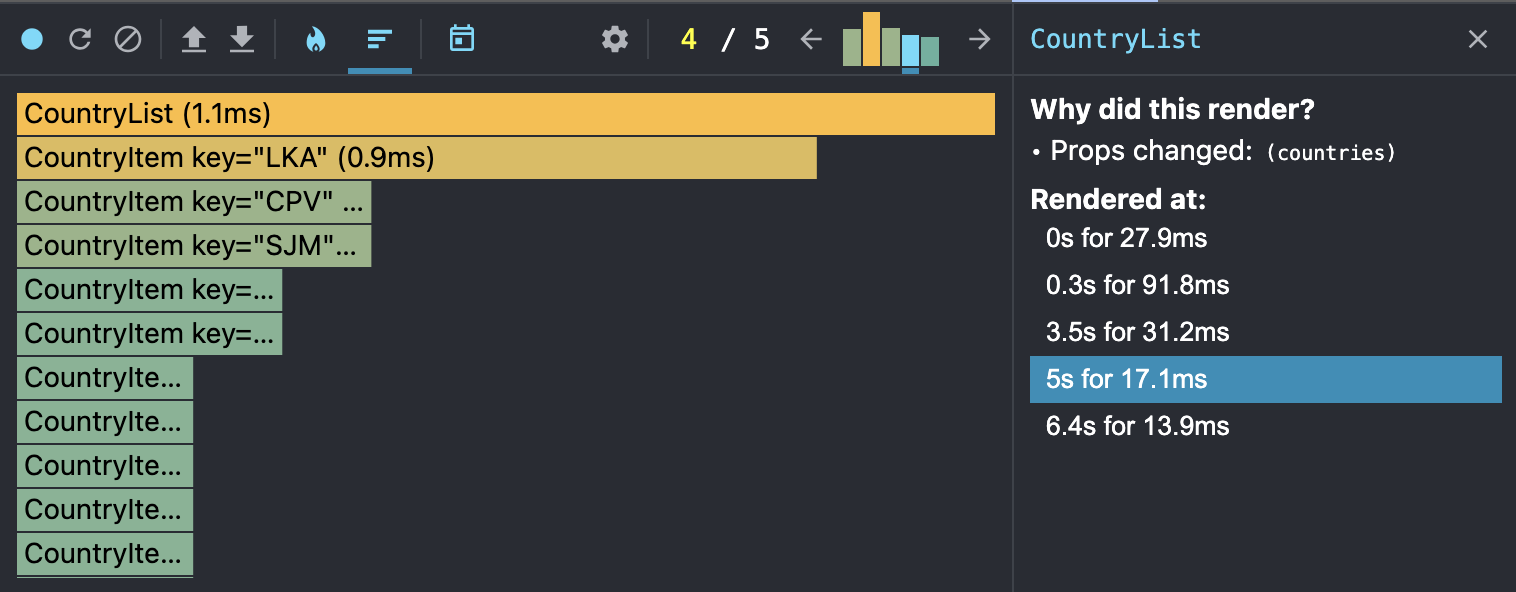 4 / 5
CountryList
CountryList (1.1ms)
CountryItem key="LKA" (0.9ms)
CountryItem key="CPV" ...
CountryItem key="SJM"...
CountryItem key=...
CountryItem key=...
CountryIte...
CountryIte...
CountryIte...
CountryIte...
CountryIte...
Why did this render?
• Props changed: (countries)
Rendered at:
0s for 27.9ms
0.3s for 91.8ms
3.5s for 31.2ms
5s for 17.1ms
6.4s for 13.9ms